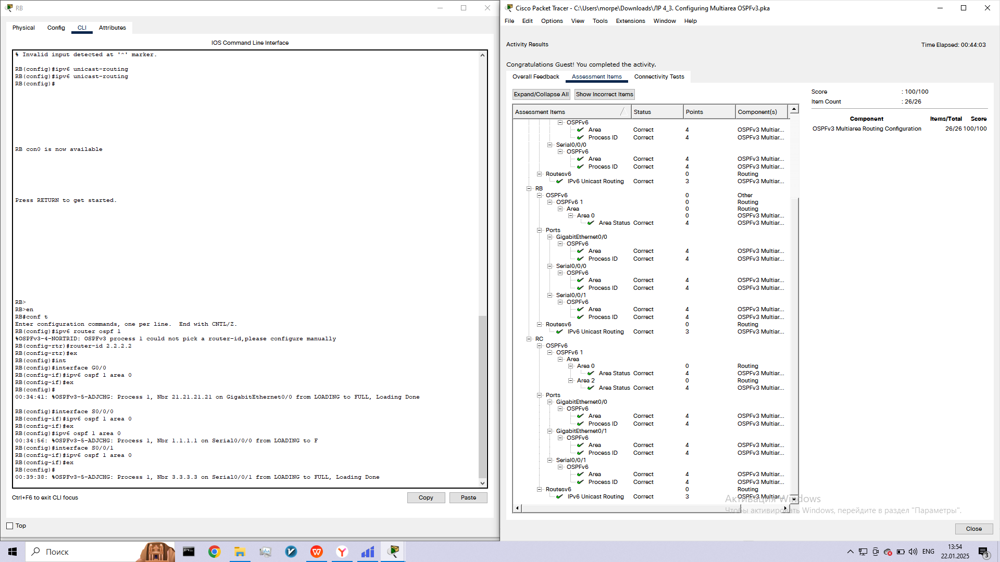 RB
Physical
Config
CLI
Attributes
IOS Command Line Interface
% Invalid input detected at '^' marker.
RB(config)#ipv6 unicast-routing
RB(config)#ipv6 unicast-routing
RB(config)#
RB con0 is now available
Press RETURN to get started.
RB>
RB>en
RB#conf t
Enter configuration commands, one per line.  End with CNTL/Z.
RB(config)#ipv6 router ospf 1
%OSPFv3-4-NORTRID: OSPFv3 process 1 could not pick a router-id,please configure manually
RB(config-rtr)#router-id 2.2.2.2
RB(config-rtr)#ex
RB(config)#int
RB(config)#interface G0/0
RB(config-if)#ipv6 ospf 1 area 0
RB(config-if)#ex
RB(config)#
00:34:41: %OSPFv3-5-ADJCHG: Process 1, Nbr 21.21.21.21 on GigabitEthernet0/0 from LOADING to FULL, Loading Done
RB(config)#interface S0/0/0
RB(config-if)#ipv6 ospf 1 area 0
RB(config-if)#ex
RB(config)#ipv6 ospf 1 area 0
00:34:56: %OSPFv3-5-ADJCHG: Process 1, Nbr 1.1.1.1 on Serial0/0/0 from LOADING to F
RB(config)#interface S0/0/1
RB(config-if)#ipv6 ospf 1 area 0
RB(config-if)#ex
RB(config)#
00:39:38: %OSPFv3-5-ADJCHG: Process 1, Nbr 3.3.3.3 on Serial0/0/1 from LOADING to FULL, Loading Done
Ctrl+F6 to exit CLI focus
Copy
Paste
Top
Cisco Packet Tracer - C:\Users\morpe\Downloads\ЛР 4_3. Configuring Multiarea OSPFv3.pka
File Edit Options View Tools Extensions Window Help
Activity Results
Time Elapsed: 00:44:03
Congratulations Guest! You completed the activity.
Overall Feedback
Assessment Items
Connectivity Tests
Expand/Collapse All
Show Incorrect Items
Assessment Items Status Points Component(s)
OSPFv6
Area Correct 4 OSPFv3 Multiar...
Process ID Correct 4 OSPFv3 Multiar...
Serial0/0/0
OSPFv6
Area Correct 4 OSPFv3 Multiar...
Process ID Correct 4 OSPFv3 Multiar...
Routesv6 0 Routing
IPv6 Unicast Routing Correct 3 OSPFv3 Multiar...
RB
OSPFv6 0 Other
OSPFv6 1 0 Routing
Area 0 Routing
Area 0 0 OSPFv3 Multiar...
Area Status Correct 4 OSPFv3 Multiar...
Ports
GigabitEthernet0/0
OSPFv6
Area Correct 4 OSPFv3 Multiar...
Process ID Correct 4 OSPFv3 Multiar...
Serial0/0/0
OSPFv6
Area Correct 4 OSPFv3 Multiar...
Process ID Correct 4 OSPFv3 Multiar...
Serial0/0/1
OSPFv6
Area Correct 4 OSPFv3 Multiar...
Process ID Correct 4 OSPFv3 Multiar...
Routesv6 0 Routing
IPv6 Unicast Routing Correct 3 OSPFv3 Multiar...
RC
OSPFv6
OSPFv6 1
Area
Area 0 0 Routing
Area Status Correct 4 OSPFv3 Multiar...
Area 2 0 Routing
Area Status Correct 4 OSPFv3 Multiar...
Ports
GigabitEthernet0/0
OSPFv6
Area Correct 4 OSPFv3 Multiar...
Process ID Correct 4 OSPFv3 Multiar...
GigabitEthernet0/1
OSPFv6
Area Correct 4 OSPFv3 Multiar...
Process ID Correct 4 OSPFv3 Multiar...
Serial0/0/1
OSPFv6
Area Correct 4 OSPFv3 Multiar...
Process ID Correct 4 OSPFv3 Multiar...
Routesv6 0 Routing
IPv6 Unicast Routing Correct 3 OSPFv3 Multiar...
Score : 100/100
Item Count : 26/26
Component Items/Total Score
OSPFv3 Multiarea Routing Configuration 26/26 100/100
Активация Windows
Чтобы активировать Windows, перейдите в раздел "Параметры".
Close
Поиск
ENG
13:54
22.01.2025
3